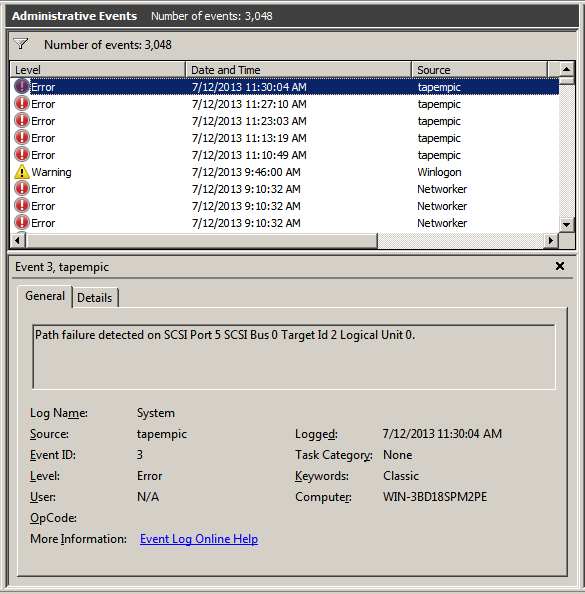 Administrative Events Number of events: 3,048
Number of events: 3,048
Level Date and Time Source
Error 7/12/2013 11:30:04 AM tapempic
Error 7/12/2013 11:27:10 AM tapempic
Error 7/12/2013 11:23:03 AM tapempic
Error 7/12/2013 11:13:19 AM tapempic
Error 7/12/2013 11:10:49 AM tapempic
Warning 7/12/2013 9:46:00 AM Winlogon
Error 7/12/2013 9:10:32 AM Networker
Error 7/12/2013 9:10:32 AM Networker
Error 7/12/2013 9:10:32 AM Networker
Event 3, tapempic
General Details
Path failure detected on SCSI Port 5 SCSI Bus 0 Target Id 2 Logical Unit 0.
Log Name: System
Source: tapempic Logged: 7/12/2013 11:30:04 AM
Event ID: 3 Task Category: None
Level: Error Keywords: Classic
User: N/A Computer: WIN-3BD18SPM2PE
OpCode:
More Information: Event Log Online Help